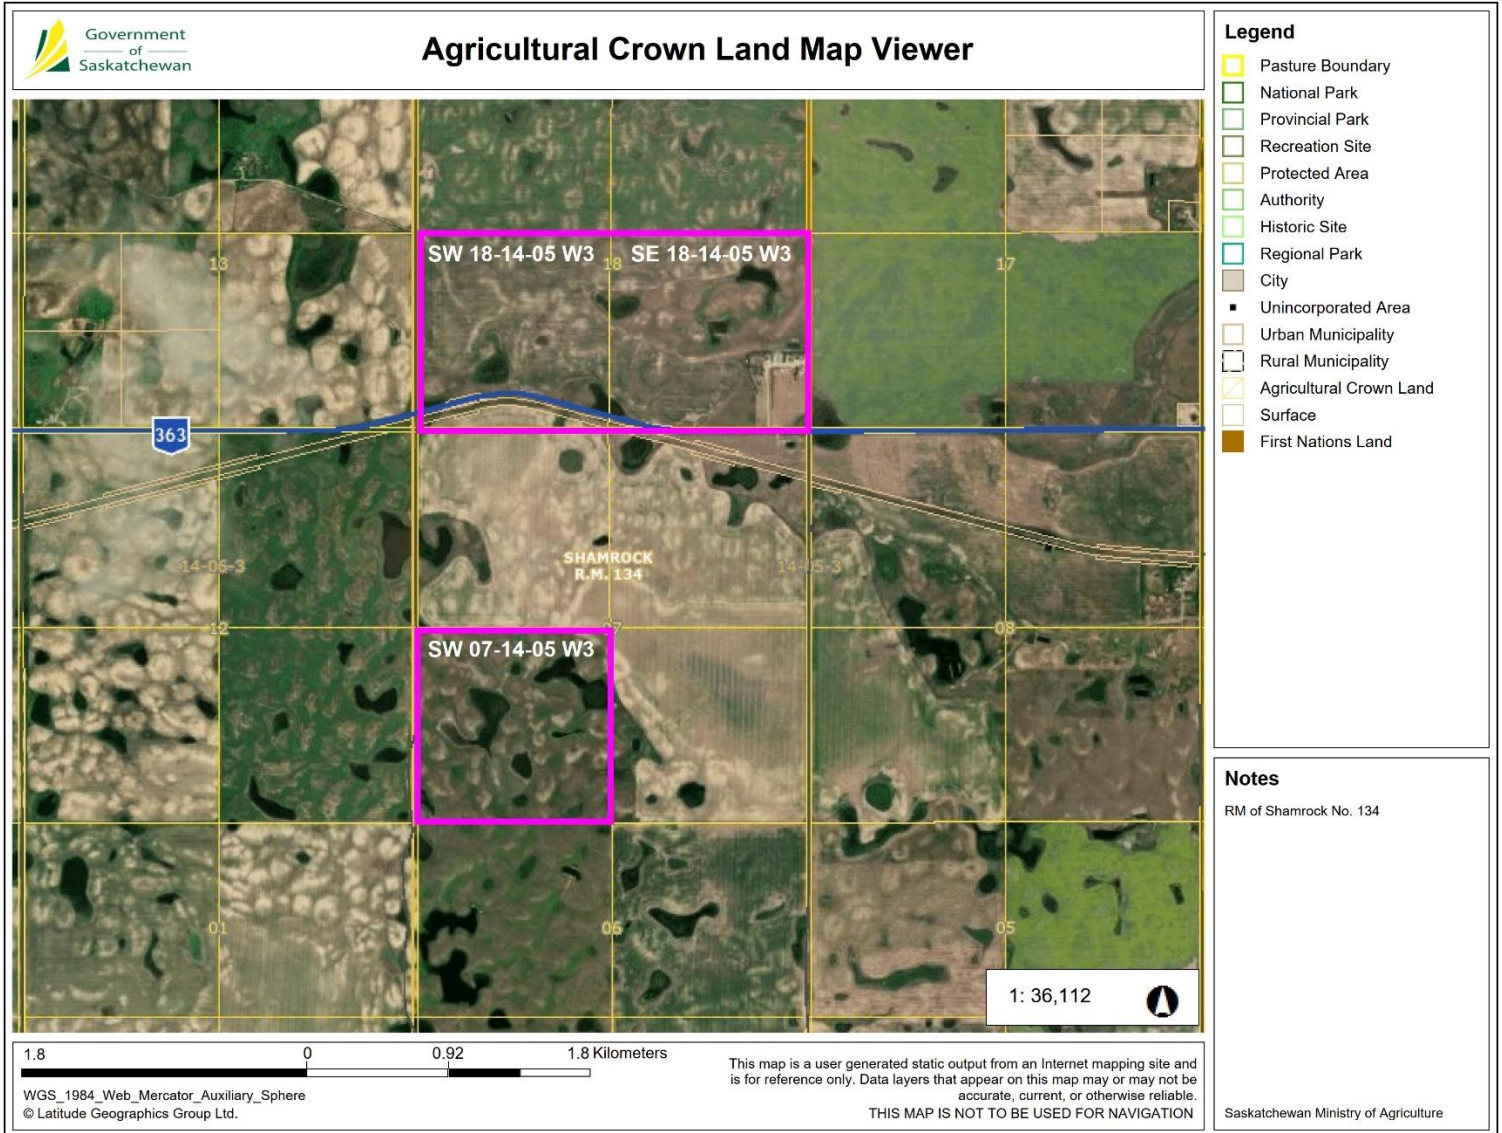 Government
of
Saskatchewan
Agricultural Crown Land Map Viewer
SW 18-14-05 W3
SE 18-14-05 W3
13
18
17
363
SHAMROCK
R.M. 134
14-06-3
14-05-3
12
07
08
SW 07-14-05 W3
01
06
05
1: 36,112
Legend
Pasture Boundary
National Park
Provincial Park
Recreation Site
Protected Area
Authority
Historic Site
Regional Park
City
Unincorporated Area
Urban Municipality
Rural Municipality
Agricultural Crown Land
Surface
First Nations Land
Notes
RM of Shamrock No. 134
Saskatchewan Ministry of Agriculture
1.8 0 0.92 1.8 Kilometers
WGS_1984_Web_Mercator_Auxiliary_Sphere
© Latitude Geographics Group Ltd.
This map is a user generated static output from an Internet mapping site and
is for reference only. Data layers that appear on this map may or may not be
accurate, current, or otherwise reliable.
THIS MAP IS NOT TO BE USED FOR NAVIGATION